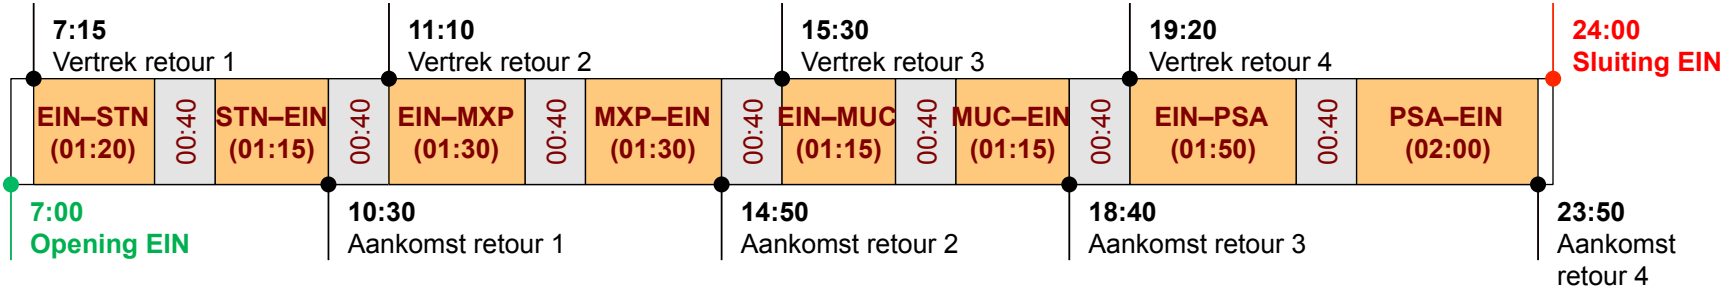 7:15
Vertrek retour 1
11:10
Vertrek retour 2
15:30
Vertrek retour 3
19:20
Vertrek retour 4
24:00
Sluiting EIN
EIN–STN
(01:20)
00:40
STN–EIN
(01:15)
00:40
EIN–MXP
(01:30)
00:40
MXP–EIN
(01:30)
00:40
EIN–MUC
(01:15)
00:40
MUC–EIN
(01:15)
00:40
EIN–PSA
(01:50)
00:40
PSA–EIN
(02:00)
7:00
Opening EIN
10:30
Aankomst retour 1
14:50
Aankomst retour 2
18:40
Aankomst retour 3
23:50
Aankomst
retour 4